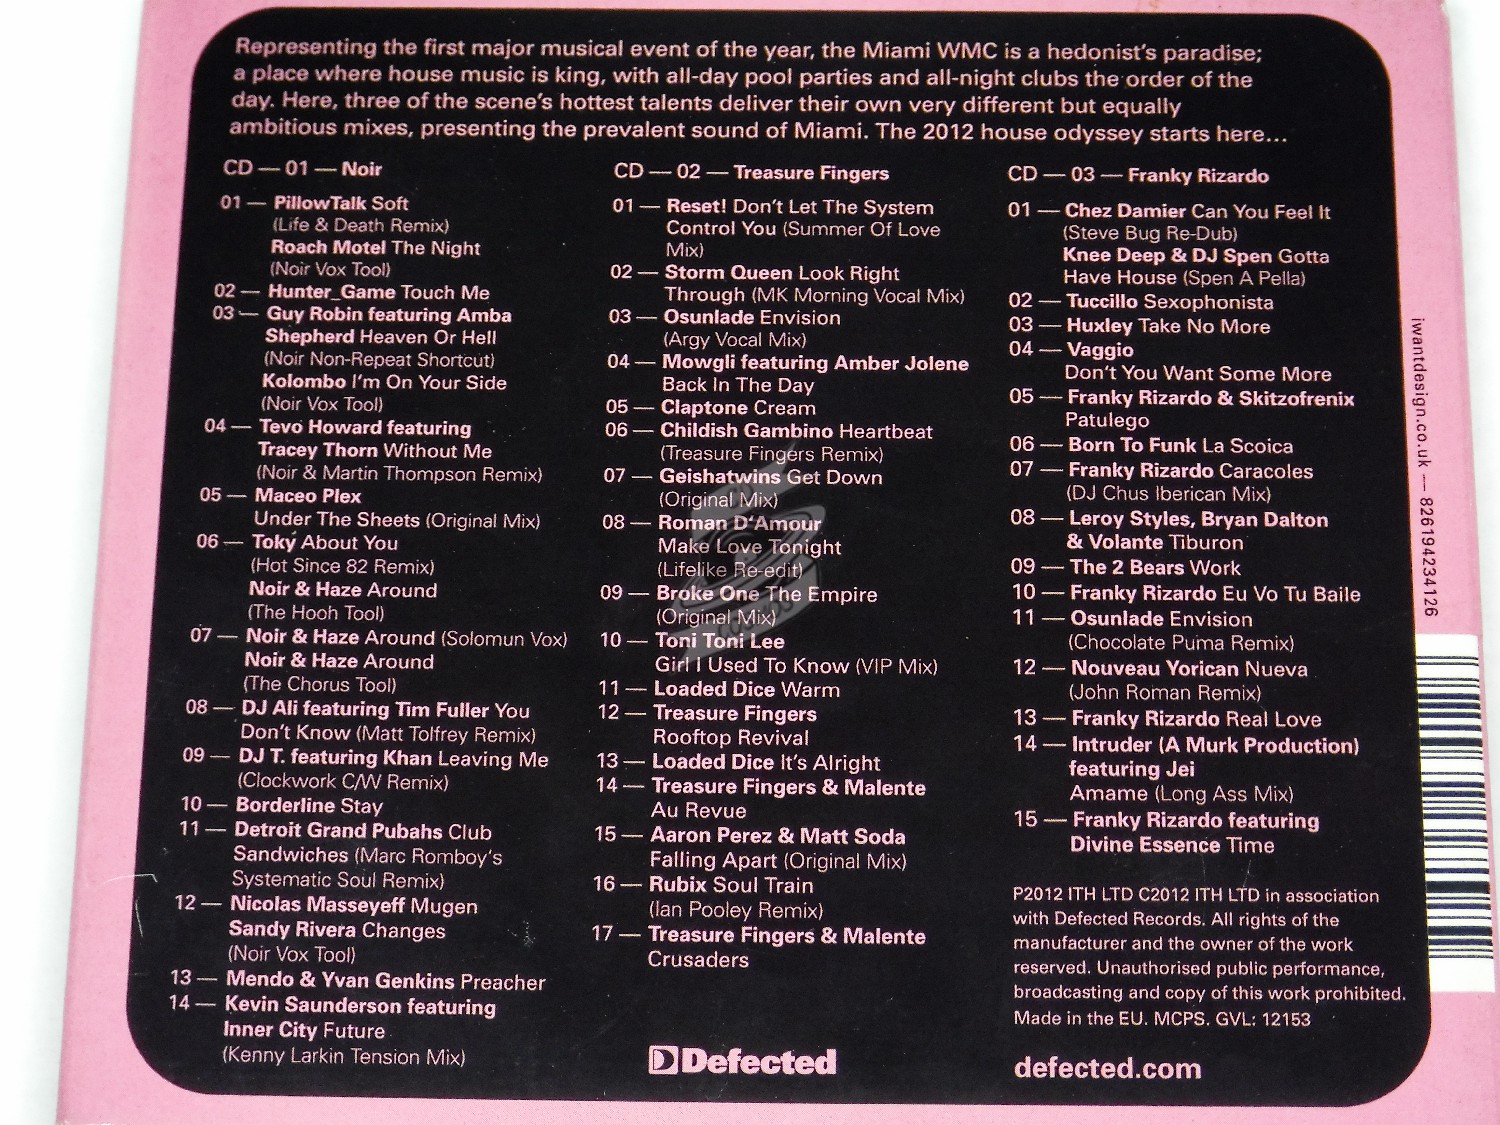 Representing the first major musical event of the year, the Miami WMC is a hedonist's paradise;
a place where house music is king, with all-day pool parties and all-night clubs the order of the
day. Here, three of the scene's hottest talents deliver their own very different but equally
ambitious mixes, presenting the prevalent sound of Miami. The 2012 house odyssey starts here...
CD — 01 — Noir
01 — PillowTalk Soft
(Life & Death Remix)
Roach Motel The Night
(Noir Vox Tool)
02 — Hunter_Game Touch Me
03 — Guy Robin featuring Amba
Shepherd Heaven Or Hell
(Noir Non-Repeat Shortcut)
Kolombo I'm On Your Side
(Noir Vox Tool)
04 — Tevo Howard featuring
Tracey Thorn Without Me
(Noir & Martin Thompson Remix)
05 — Maceo Plex
Under The Sheets (Original Mix)
06 — Toky About You
(Hot Since 82 Remix)
Noir & Haze Around
(The Hooh Tool)
07 — Noir & Haze Around (Solomun Vox)
Noir & Haze Around
(The Chorus Tool)
08 — DJ Ali featuring Tim Fuller You
Don't Know (Matt Tolfrey Remix)
09 — DJ T. featuring Khan Leaving Me
(Clockwork C/W Remix)
10 — Borderline Stay
11 — Detroit Grand Pubahs Club
Sandwiches (Marc Romboy's
Systematic Soul Remix)
12 — Nicolas Masseyeff Mugen
Sandy Rivera Changes
(Noir Vox Tool)
13 — Mendo & Yvan Genkins Preacher
14 — Kevin Saunderson featuring
Inner City Future
(Kenny Larkin Tension Mix)
CD — 02 — Treasure Fingers
01 — Reset! Don't Let The System
Control You (Summer Of Love
Mix)
02 — Storm Queen Look Right
Through (MK Morning Vocal Mix)
03 — Osunlade Envision
(Argy Vocal Mix)
04 — Mowgli featuring Amber Jolene
Back In The Day
05 — Claptone Cream
06 — Childish Gambino Heartbeat
(Treasure Fingers Remix)
07 — Geishatwins Get Down
(Original Mix)
08 — Roman D'Amour
Make Love Tonight
(Lifelike Re-edit)
09 — Broke One The Empire
(Original Mix)
10 — Toni Toni Lee
Girl I Used To Know (VIP Mix)
11 — Loaded Dice Warm
12 — Treasure Fingers
Rooftop Revival
13 — Loaded Dice It's Alright
14 — Treasure Fingers & Malente
Au Revue
15 — Aaron Perez & Matt Soda
Falling Apart (Original Mix)
16 — Rubix Soul Train
(Ian Pooley Remix)
17 — Treasure Fingers & Malente
Crusaders
Defected
CD — 03 — Franky Rizardo
01 — Chez Damier Can You Feel It
(Steve Bug Re-Dub)
Knee Deep & DJ Spen Gotta
Have House (Spen A Pella)
02 — Tuccillo Sexophonista
03 — Huxley Take No More
04 — Vaggio
Don't You Want Some More
05 — Franky Rizardo & Skitzofrenix
Patulego
06 — Born To Funk La Scoica
07 — Franky Rizardo Caracoles
(DJ Chus Iberican Mix)
08 — Leroy Styles, Bryan Dalton
& Volante Tiburon
09 — The 2 Bears Work
10 — Franky Rizardo Eu Vo Tu Baile
11 — Osunlade Envision
(Chocolate Puma Remix)
12 — Nouveau Yorican Nueva
(John Roman Remix)
13 — Franky Rizardo Real Love
14 — Intruder (A Murk Production)
featuring Jei
Amame (Long Ass Mix)
15 — Franky Rizardo featuring
Divine Essence Time
P2012 ITH LTD C2012 ITH LTD in association
with Defected Records. All rights of the
manufacturer and the owner of the work
reserved. Unauthorised public performance,
broadcasting and copy of this work prohibited.
Made in the EU. MCPS. GVL: 12153
defected.com
iwantdesign.co.uk — 826194234126